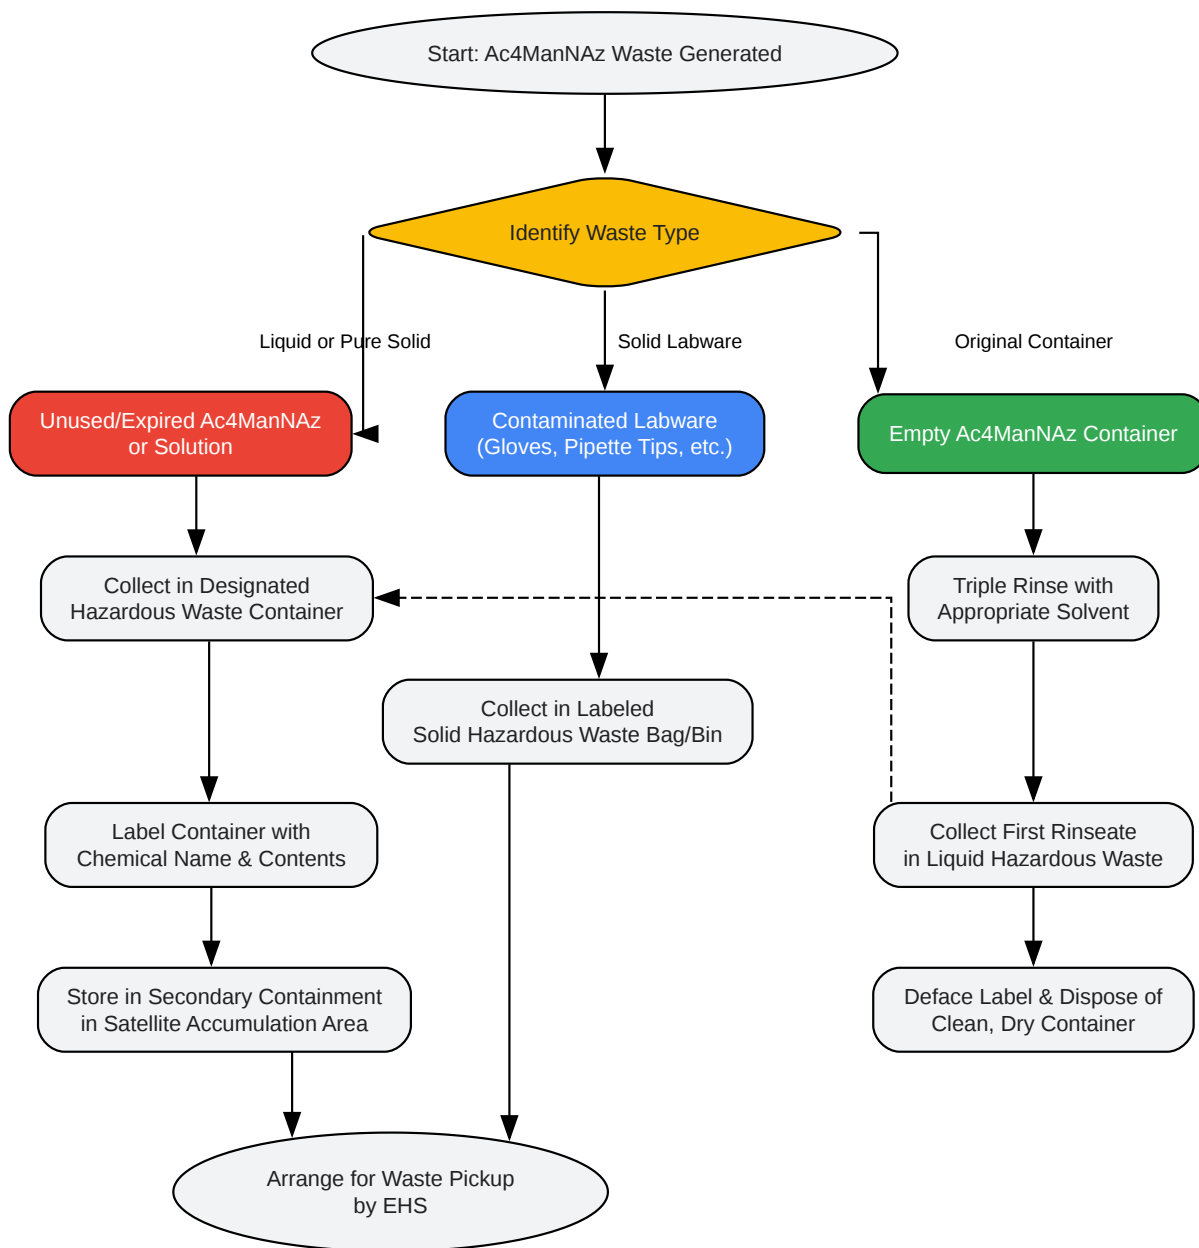 Start: Ac4ManNAz Waste Generated
Identify Waste Type
Liquid or Pure Solid
Solid Labware
Original Container
Unused/Expired Ac4ManNAz
or Solution
Contaminated Labware
(Gloves, Pipette Tips, etc.)
Empty Ac4ManNAz Container
Collect in Designated
Hazardous Waste Container
Triple Rinse with
Appropriate Solvent
Collect in Labeled
Solid Hazardous Waste Bag/Bin
Label Container with
Chemical Name & Contents
Collect First Rinseate
in Liquid Hazardous Waste
Store in Secondary Containment
in Satellite Accumulation Area
Deface Label & Dispose of
Clean, Dry Container
Arrange for Waste Pickup
by EHS